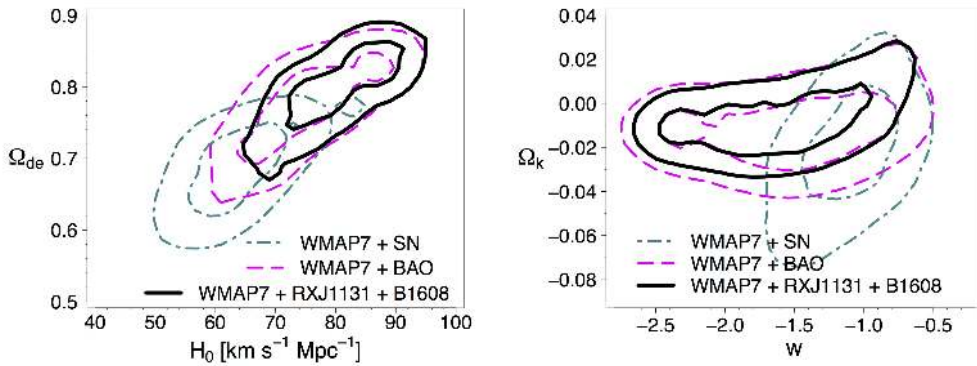 0.9
0.8
Ω_de 0.7
0.6
0.5
WMAP7 + SN
WMAP7 + BAO
WMAP7 + RXJ1131 + B1608
40 50 60 70 80 90 100
H₀ [km s⁻¹ Mpc⁻¹]
0.04
0.02
0.00
Ω_k −0.02
−0.04
−0.06
−0.08
WMAP7 + SN
WMAP7 + BAO
WMAP7 + RXJ1131 + B1608
−2.5 −2.0 −1.5 −1.0 −0.5
w